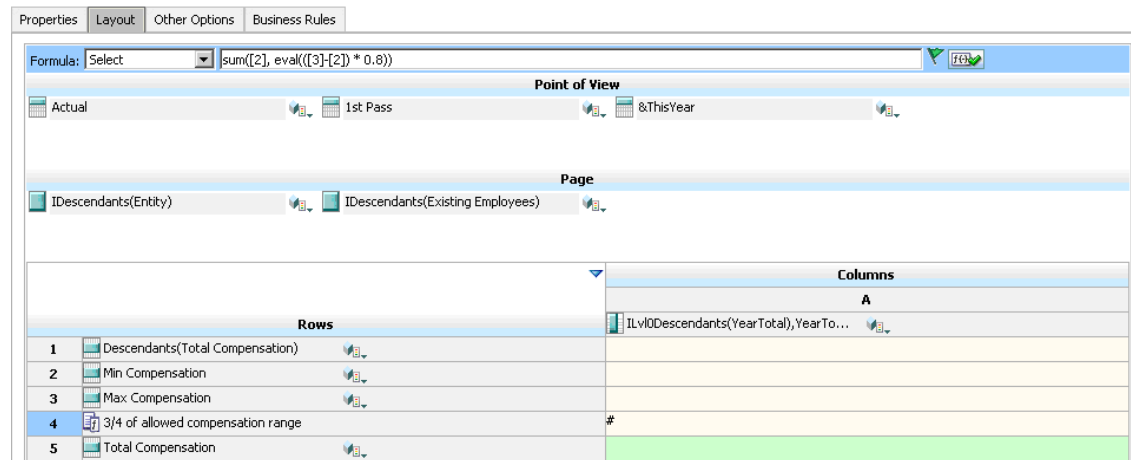 Properties Layout Other Options Business Rules
Formula: Select sum([2], eval(([3]-[2]) * 0.8))
Point of View
Actual 1st Pass &ThisYear
Page
IDescendants(Entity) IDescendants(Existing Employees)
Columns
A
Rows ILvl0Descendants(YearTotal),YearTo...
1 Descendants(Total Compensation)
2 Min Compensation
3 Max Compensation
4 3/4 of allowed compensation range #
5 Total Compensation